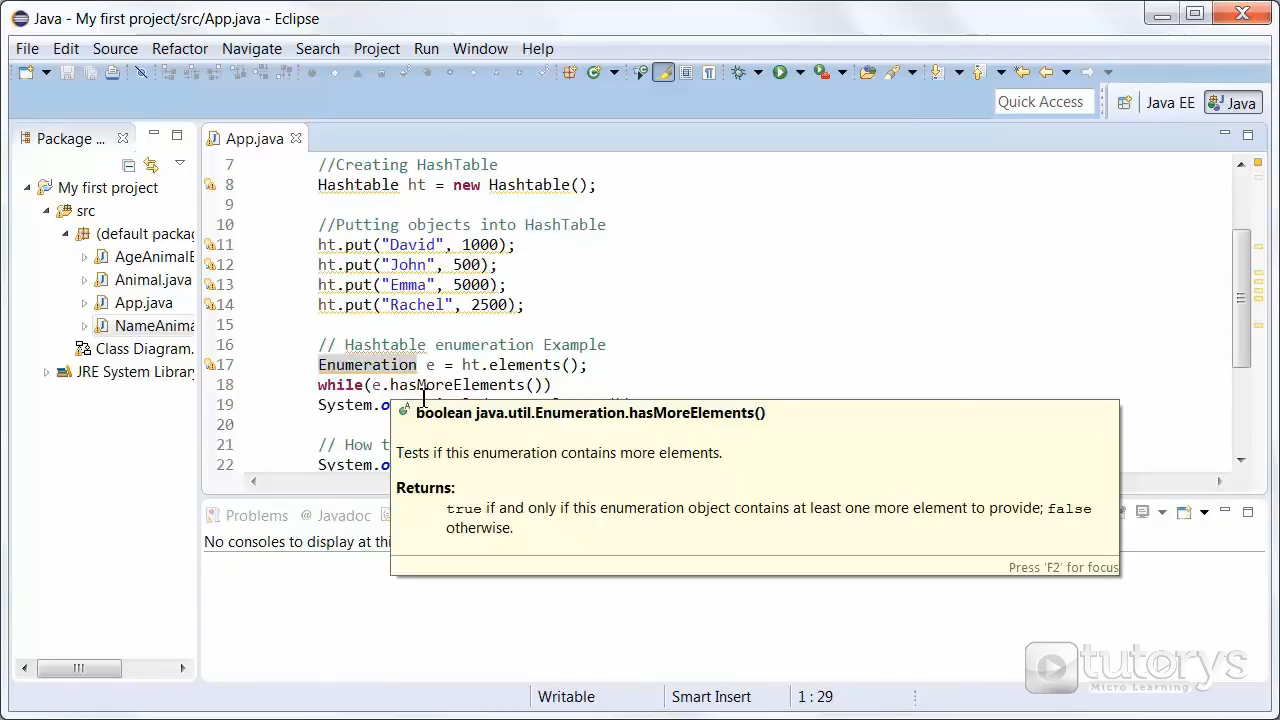 Java - My first project/src/App.java - Eclipse
File Edit Source Refactor Navigate Search Project Run Window Help
Quick Access Java EE Java
Package ... App.java
My first project
src
(default packag
AgeAnimalE
Animal.java
App.java
NameAnima
Class Diagram.
JRE System Librar
7 //Creating HashTable
8 Hashtable ht = new Hashtable();
9
10 //Putting objects into HashTable
11 ht.put("David", 1000);
12 ht.put("John", 500);
13 ht.put("Emma", 5000);
14 ht.put("Rachel", 2500);
15
16 // Hashtable enumeration Example
17 Enumeration e = ht.elements();
18 while(e.hasMoreElements())
19 System.o
20
21 // How t
22 System.o
boolean java.util.Enumeration.hasMoreElements()
Tests if this enumeration contains more elements.
Returns:
true if and only if this enumeration object contains at least one more element to provide; false
otherwise.
Press 'F2' for focus
Problems @ Javadoc
No consoles to display at thi
tutorys
Micro Learning
Writable Smart Insert 1 : 29